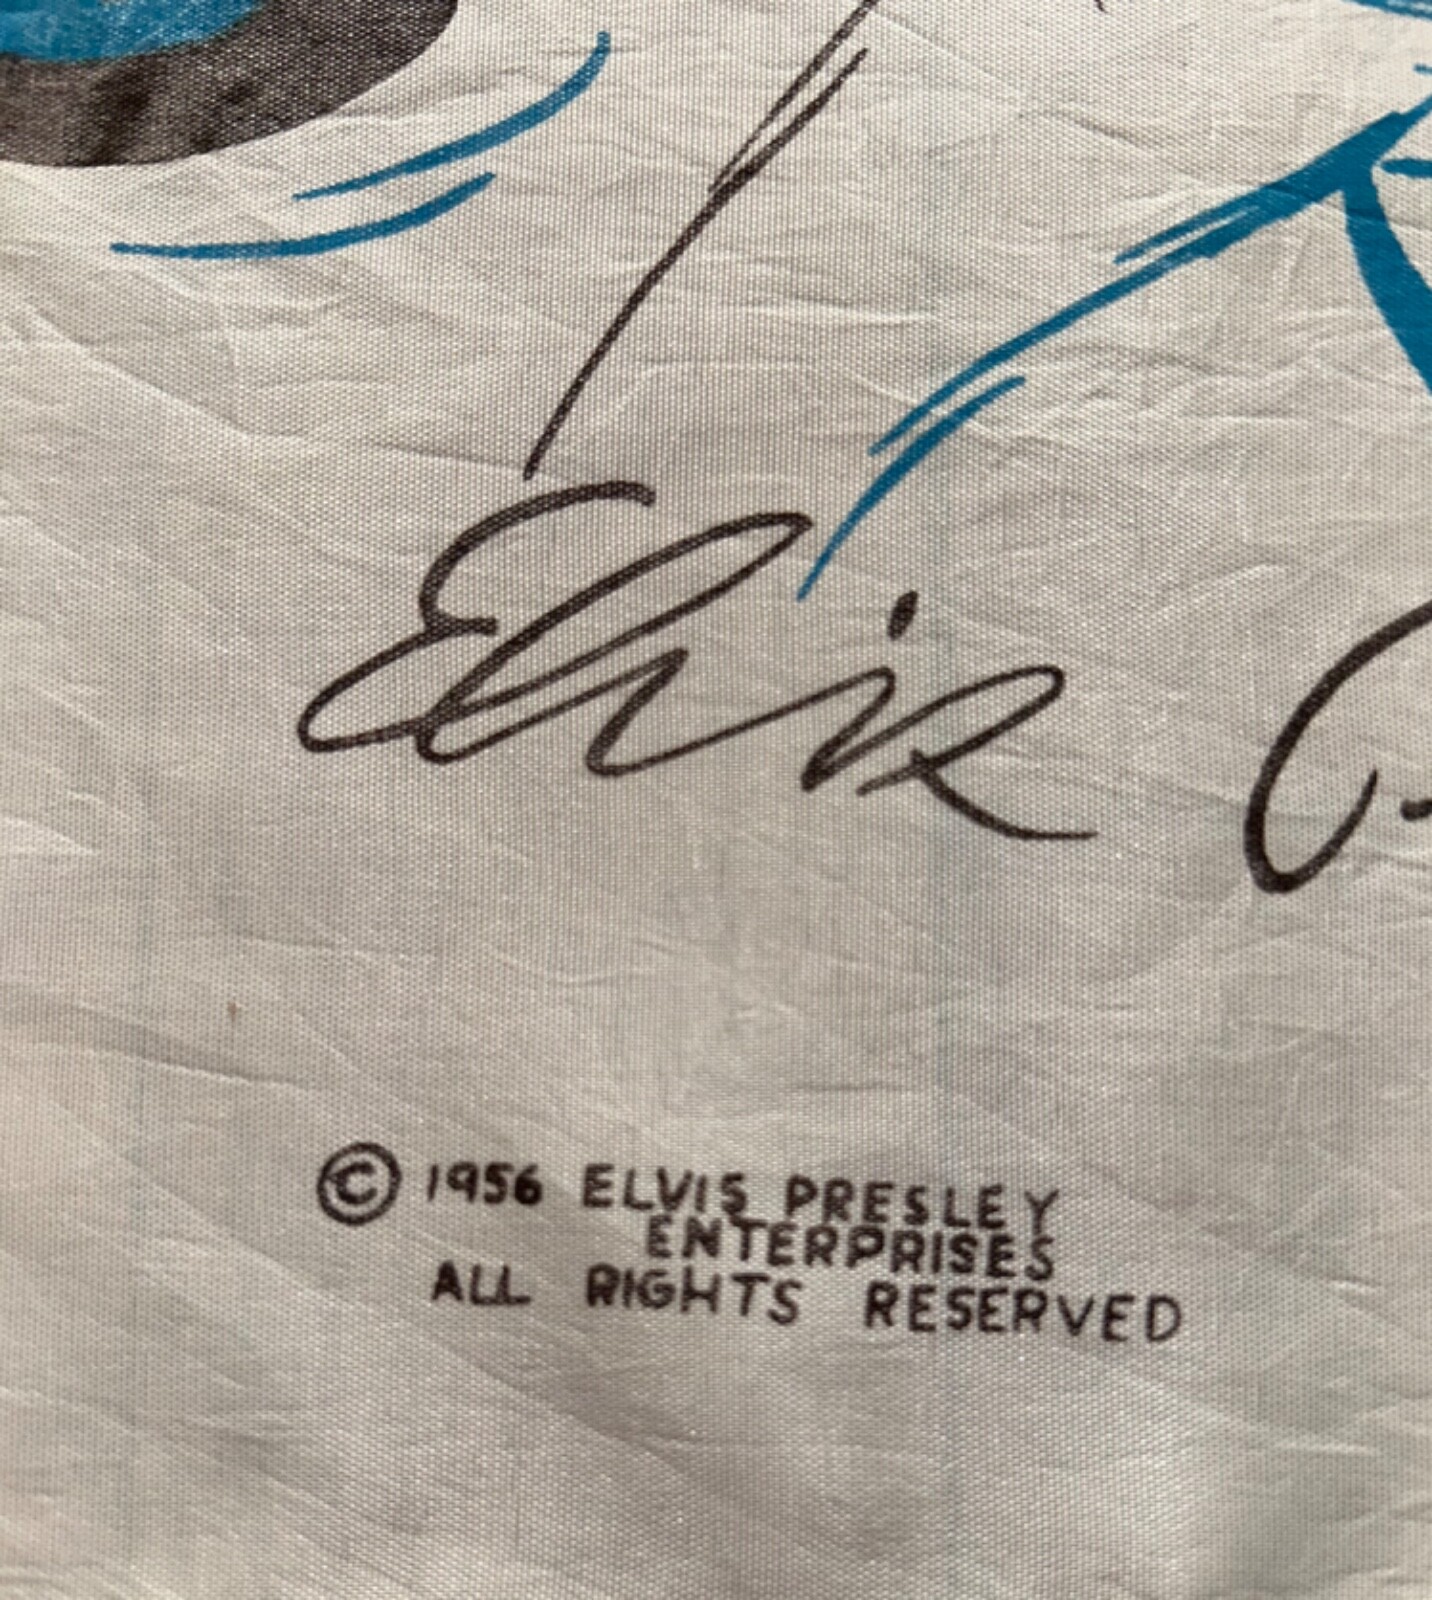 Elvis
© 1956 ELVIS PRESLEY
ENTERPRISES
ALL RIGHTS RESERVED